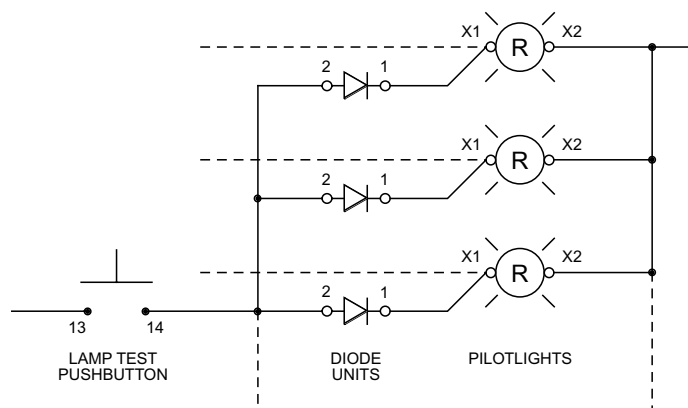 X1 R X2
2 1
X1 R X2
2 1
X1 R X2
2 1
13 14
LAMP TEST
PUSHBUTTON
DIODE
UNITS
PILOTLIGHTS